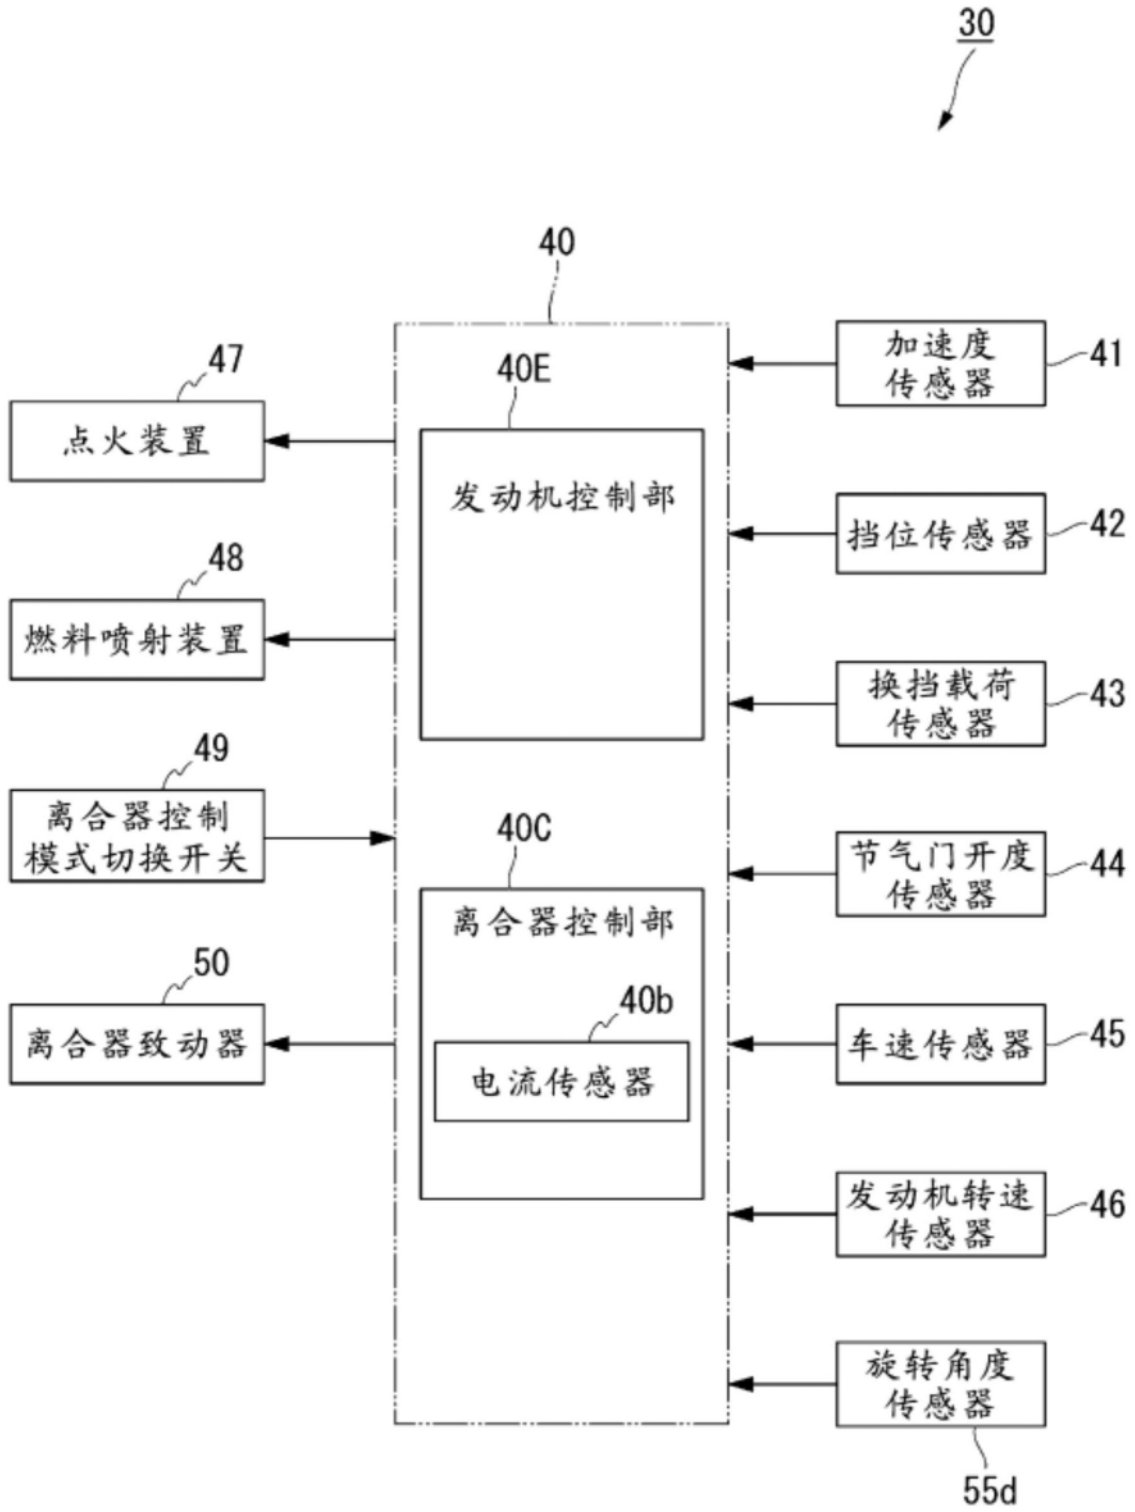 30
40
40E
发动机控制部
40C
离合器控制部
40b
电流传感器
47
点火装置
48
燃料喷射装置
49
离合器控制
模式切换开关
50
离合器致动器
加速度
传感器
41
挡位传感器
42
换挡载荷
传感器
43
节气门开度
传感器
44
车速传感器
45
发动机转速
传感器
46
旋转角度
传感器
55d